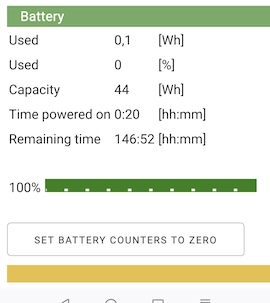 Battery
Used 0,1 [Wh]
Used 0 [%]
Capacity 44 [Wh]
Time powered on 0:20 [hh:mm]
Remaining time 146:52 [hh:mm]
100%
SET BATTERY COUNTERS TO ZERO